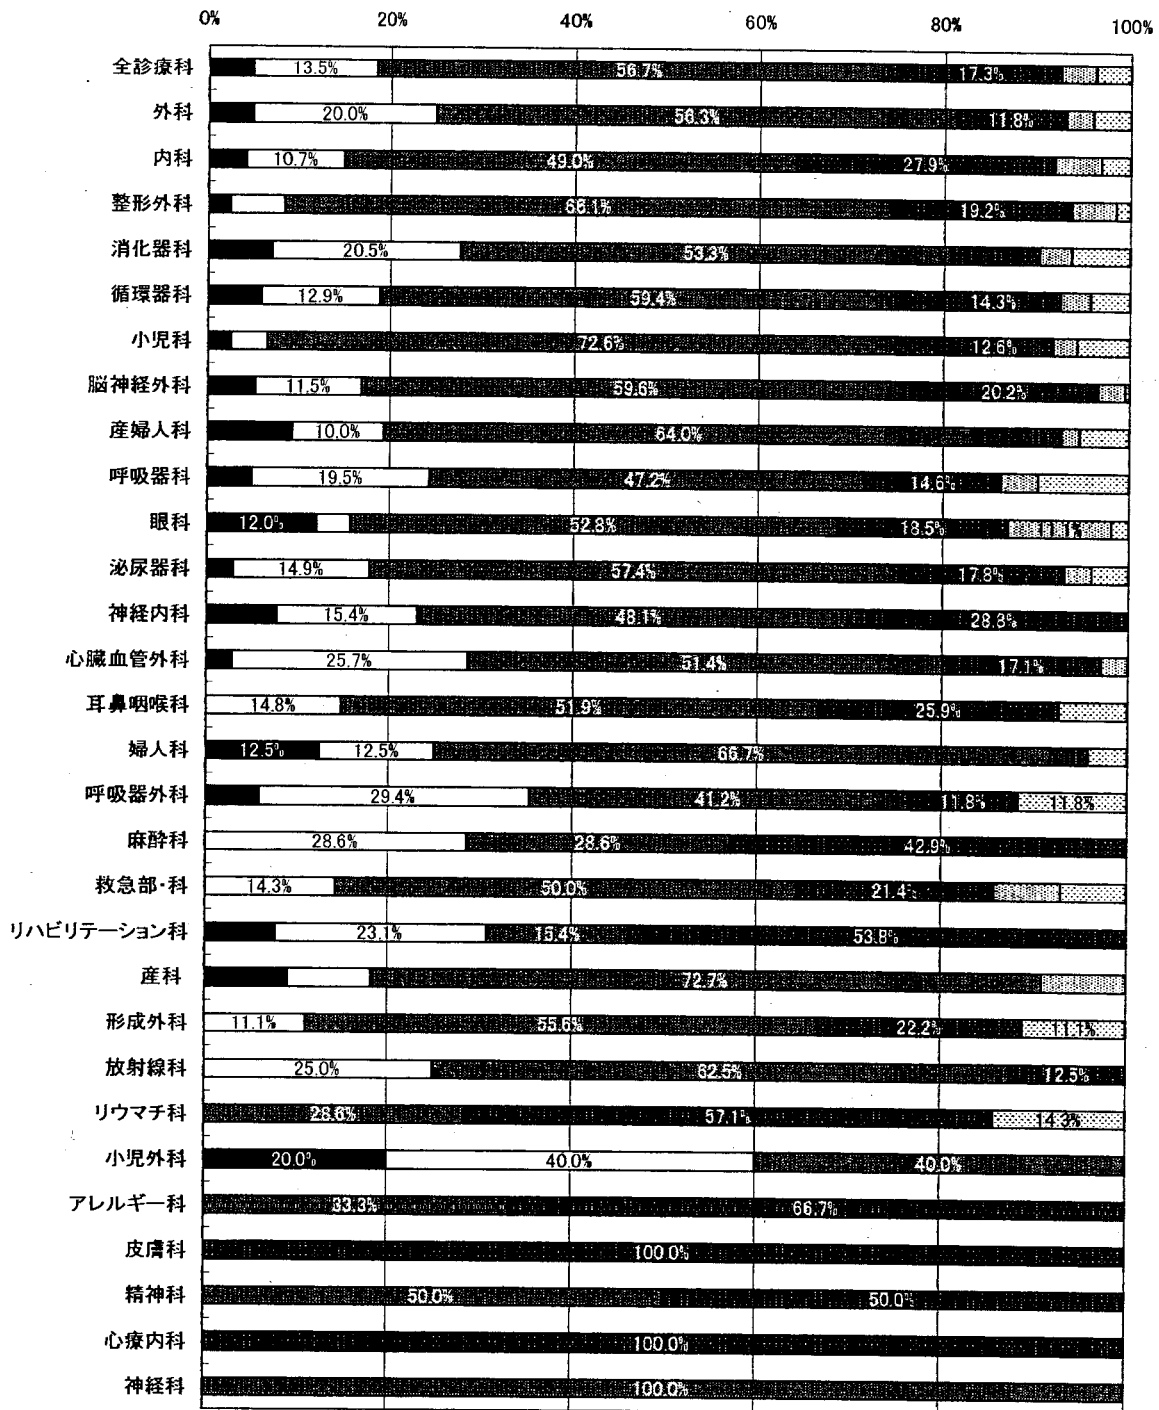 0% 20% 40% 60% 80% 100%
全診療科 13.5% 56.7% 17.3%
外科 20.0% 56.3% 11.8%
内科 10.7% 49.0% 27.9%
整形外科 66.1% 19.2%
消化器科 20.5% 53.3%
循環器科 12.9% 59.4% 14.3%
小児科 72.6% 12.6%
脳神経外科 11.5% 59.6% 20.2%
産婦人科 10.0% 64.0%
呼吸器科 19.5% 47.2% 14.6%
眼科 12.0% 52.8% 18.5%
泌尿器科 14.9% 57.4% 17.8%
神経内科 15.4% 48.1% 28.8%
心臓血管外科 25.7% 51.4% 17.1%
耳鼻咽喉科 14.8% 51.9% 25.9%
婦人科 12.5% 12.5% 66.7%
呼吸器外科 29.4% 41.2% 11.8% 11.8%
麻酔科 28.6% 28.6% 42.9%
救急部・科 14.3% 50.0% 21.4%
リハビリテーション科 23.1% 15.4% 53.8%
産科 72.7%
形成外科 11.1% 55.6% 22.2% 11.1%
放射線科 25.0% 62.5% 12.5%
リウマチ科 28.6% 57.1% 14.3%
小児外科 20.0% 40.0% 40.0%
アレルギー科 33.3% 66.7%
皮膚科 100.0%
精神科 50.0% 50.0%
心療内科 100.0%
神経科 100.0%